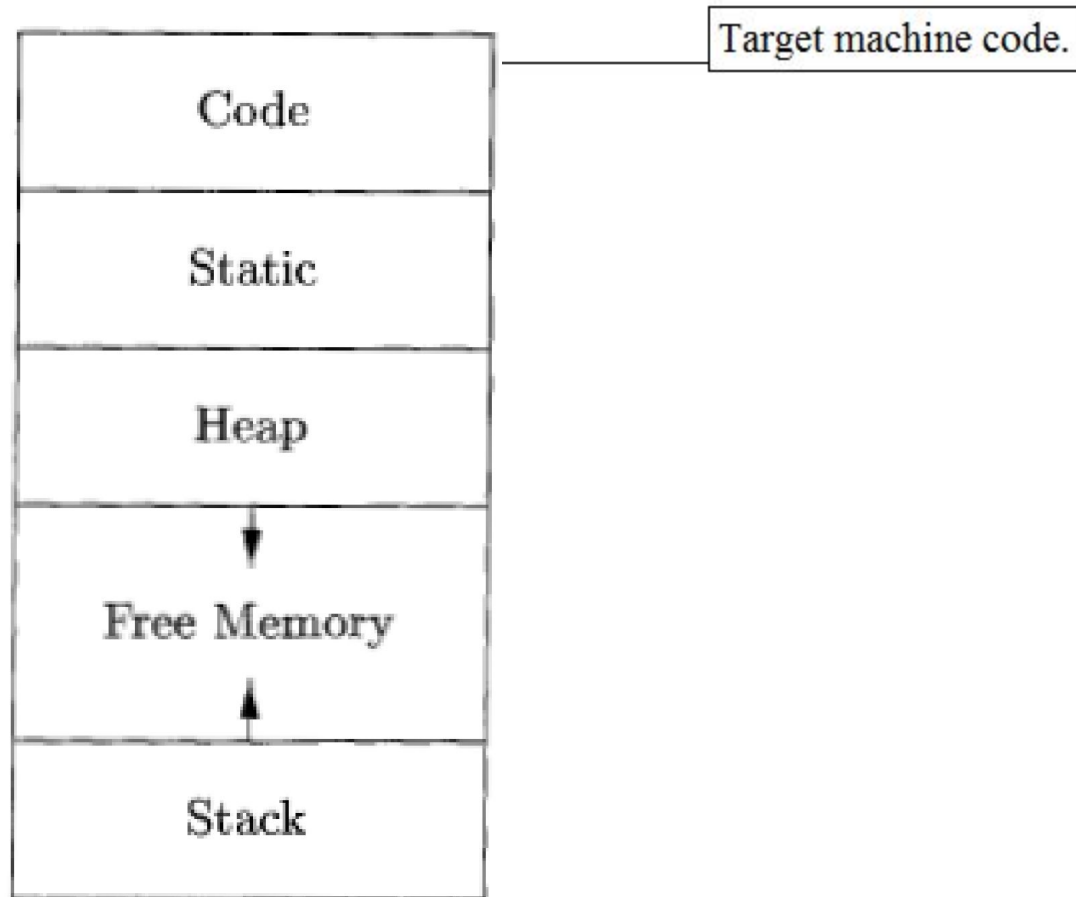 Target machine code.
Code
Static
Heap
Free Memory
Stack